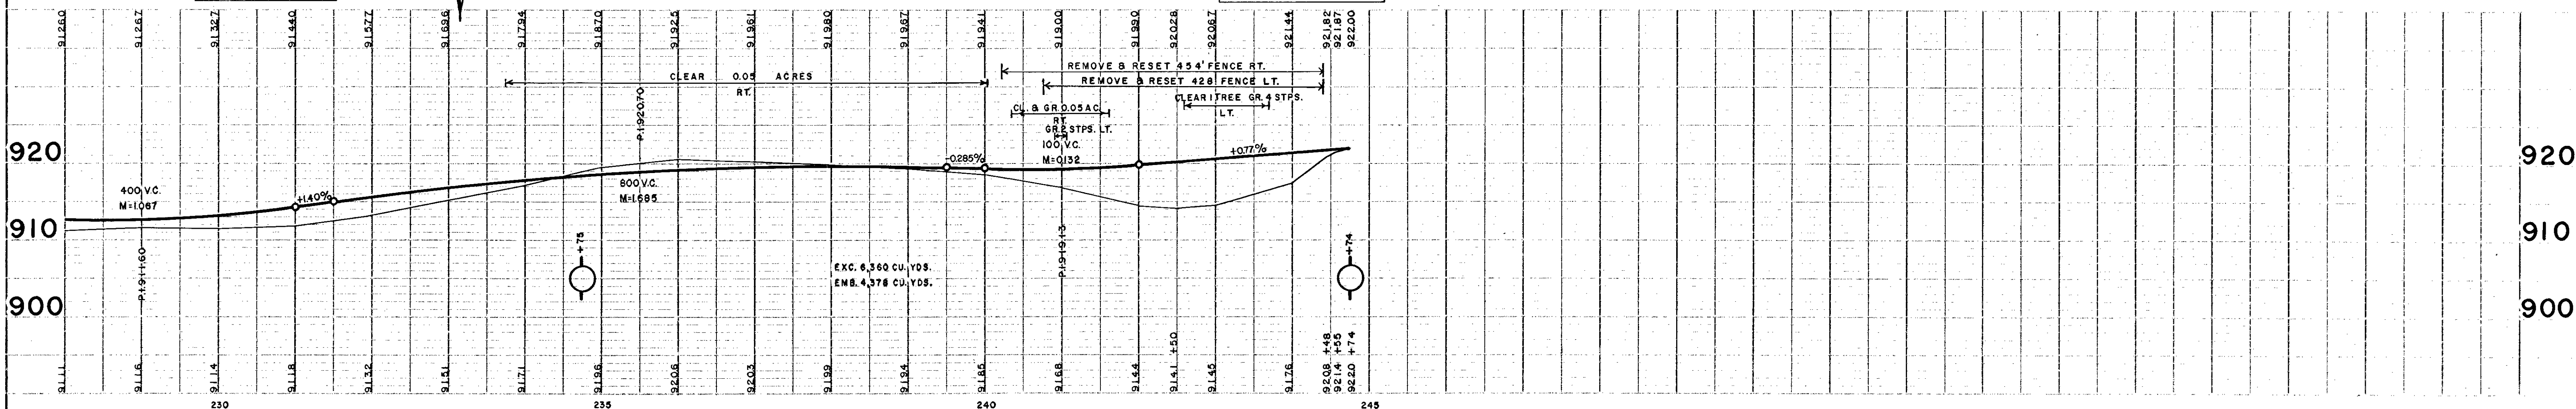 912.60 912.67 913.27 914.40 915.77 916.96 917.94 918.70 919.25 919.61 919.80 919.67 919.41 919.00 919.90 920.28 920.67 921.44 921.82 921.87 922.00
CLEAR 0.05 ACRES
RT.
REMOVE & RESET 454' FENCE RT.
REMOVE & RESET 428' FENCE LT.
CLEAR 1 TREE GR. 4 STPS.
LT.
CL. & GR. 0.05 AC.
RT.
GR. 2 STPS. LT.
100 V.C.
M=0.132
P.I. 920.70
920
-0.285%
+0.77%
920
400 V.C.
M=1.067
+1.40%
800 V.C.
M=1.685
910
910
P.I. 911.60
+75
P.I. 919.13
+74
EXC. 6,360 CU. YDS.
EMB. 4,378 CU. YDS.
900
900
911.1 911.6 911.4 911.8 913.2 915.1 917.1 919.6 920.6 920.3 919.9 919.4 918.5 916.8 914.4 914.1 +50 914.5 917.6 920.8 +48 921.4 +55 922.0 +74
230 235 240 245